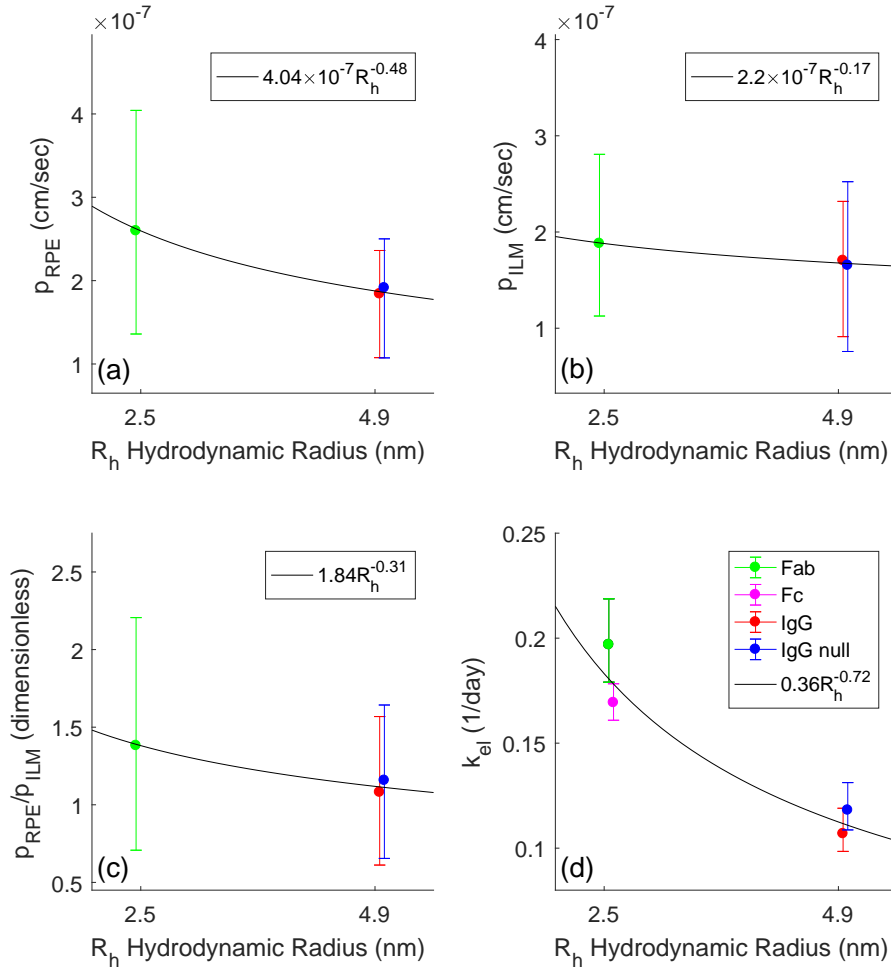 ×10⁻⁷
4.04×10⁻⁷R_h^-0.48
4
3
2
1
p_RPE (cm/sec)
(a)
2.5 4.9
R_h Hydrodynamic Radius (nm)
×10⁻⁷
2.2×10⁻⁷R_h^-0.17
4
3
2
1
p_ILM (cm/sec)
(b)
2.5 4.9
R_h Hydrodynamic Radius (nm)
1.84R_h^-0.31
2.5
2
1.5
1
0.5
p_RPE/p_ILM (dimensionless)
(c)
2.5 4.9
R_h Hydrodynamic Radius (nm)
0.25
0.2
0.15
0.1
k_el (1/day)
Fab
Fc
IgG
IgG null
0.36R_h^-0.72
(d)
2.5 4.9
R_h Hydrodynamic Radius (nm)